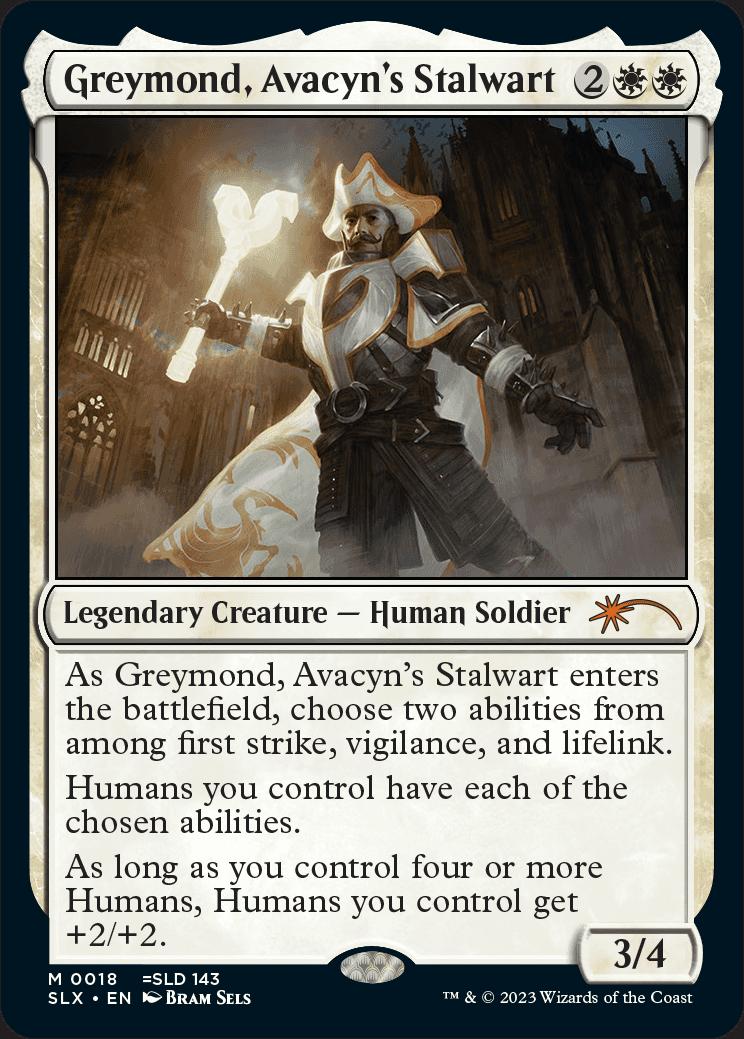 Greymond, Avacyn's Stalwart 2
Legendary Creature — Human Soldier
As Greymond, Avacyn's Stalwart enters
the battlefield, choose two abilities from
among first strike, vigilance, and lifelink.
Humans you control have each of the
chosen abilities.
As long as you control four or more
Humans, Humans you control get
+2/+2.
3/4
M 0018 =SLD 143
SLX • EN Bram Sels
™ & © 2023 Wizards of the Coast